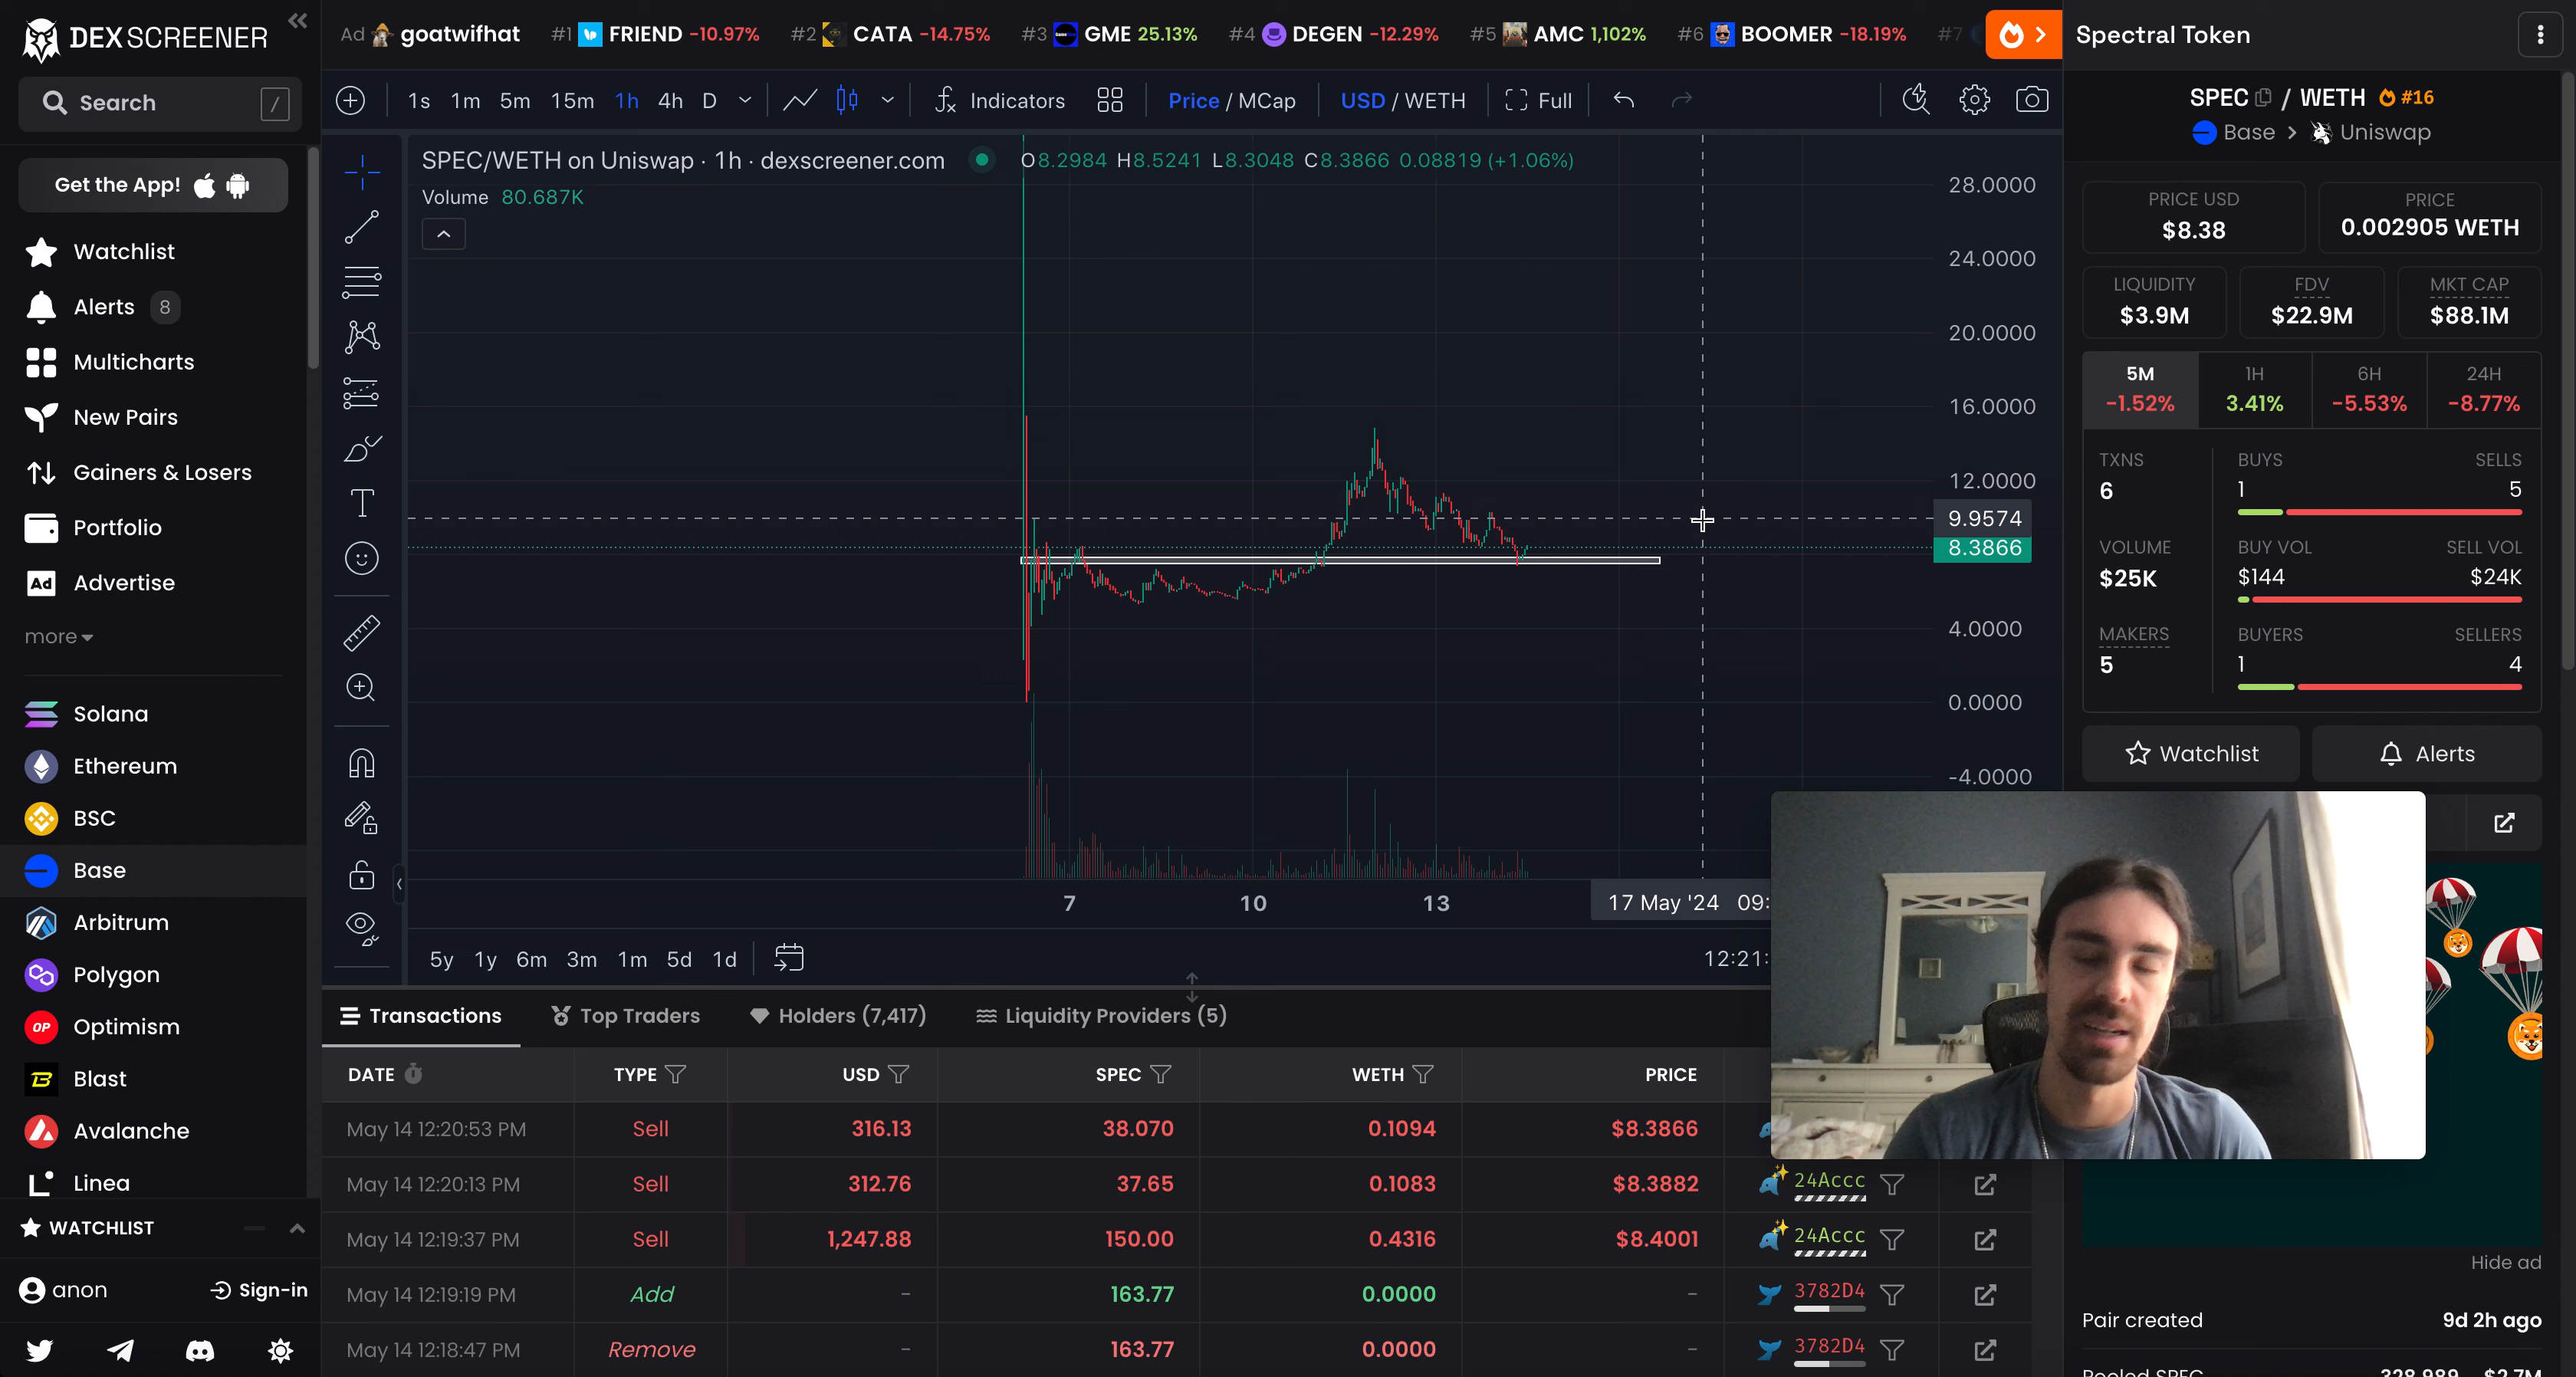 DEX SCREENER
Search /
Get the App!
Watchlist
Alerts 8
Multicharts
New Pairs
Gainers & Losers
Portfolio
Ad Advertise
more
Solana
Ethereum
BSC
Base
Arbitrum
Polygon
OP Optimism
Blast
Avalanche
Linea
WATCHLIST
anon Sign-in
Ad goatwifhat #1 FRIEND -10.97% #2 CATA -14.75% #3 GME 25.13% #4 DEGEN -12.29% #5 AMC 1,102% #6 BOOMER -18.19% #7
1s 1m 5m 15m 1h 4h D Indicators Price / MCap USD / WETH Full
SPEC/WETH on Uniswap · 1h · dexscreener.com O8.2984 H8.5241 L8.3048 C8.3866 0.08819 (+1.06%)
Volume 80.687K
28.0000
24.0000
20.0000
16.0000
12.0000
9.9574
8.3866
4.0000
0.0000
-4.0000
7 10 13 17 May '24 09:
5y 1y 6m 3m 1m 5d 1d 12:21:
Transactions Top Traders Holders (7,417) Liquidity Providers (5)
DATE TYPE USD SPEC WETH PRICE
May 14 12:20:53 PM Sell 316.13 38.070 0.1094 $8.3866
May 14 12:20:13 PM Sell 312.76 37.65 0.1083 $8.3882 24Accc
May 14 12:19:37 PM Sell 1,247.88 150.00 0.4316 $8.4001 24Accc
May 14 12:19:19 PM Add - 163.77 0.0000 - 3782D4
May 14 12:18:47 PM Remove - 163.77 0.0000 - 3782D4
Spectral Token
SPEC / WETH #16
Base > Uniswap
PRICE USD PRICE
$8.38 0.002905 WETH
LIQUIDITY FDV MKT CAP
$3.9M $22.9M $88.1M
5M 1H 6H 24H
-1.52% 3.41% -5.53% -8.77%
TXNS BUYS SELLS
6 1 5
VOLUME BUY VOL SELL VOL
$25K $144 $24K
MAKERS BUYERS SELLERS
5 1 4
Watchlist Alerts
Hide ad
Pair created 9d 2h ago
Pooled SPEC 328,989 $2.7M